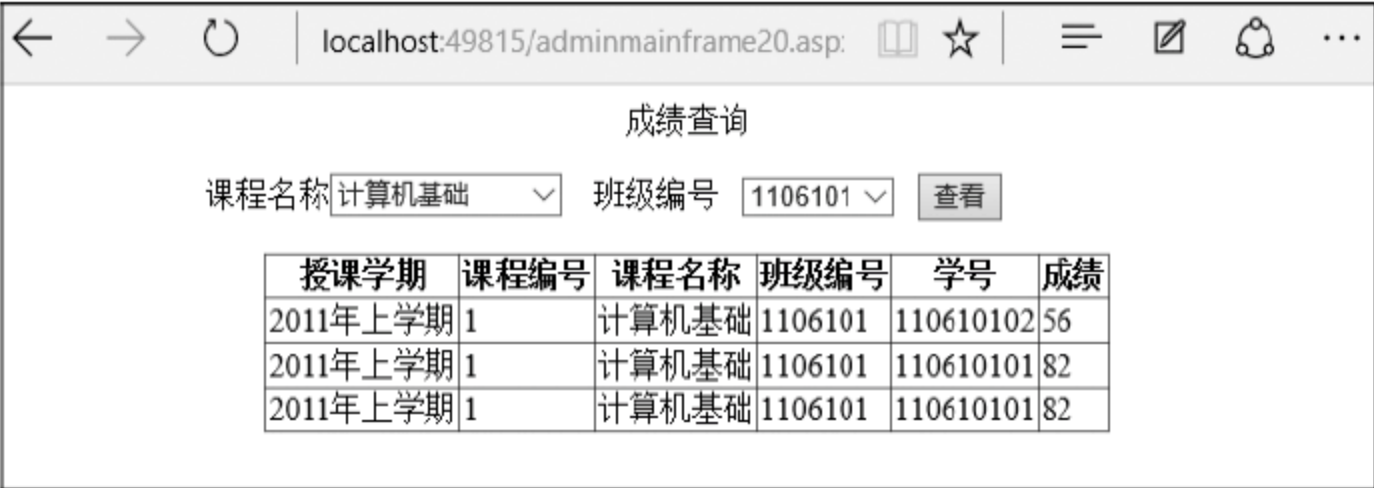 localhost:49815/adminmainframe20.asp:
成绩查询
课程名称 计算机基础 班级编号 1106101 查看
授课学期 课程编号 课程名称 班级编号 学号 成绩
2011年上学期 1 计算机基础 1106101 110610102 56
2011年上学期 1 计算机基础 1106101 110610101 82
2011年上学期 1 计算机基础 1106101 110610101 82